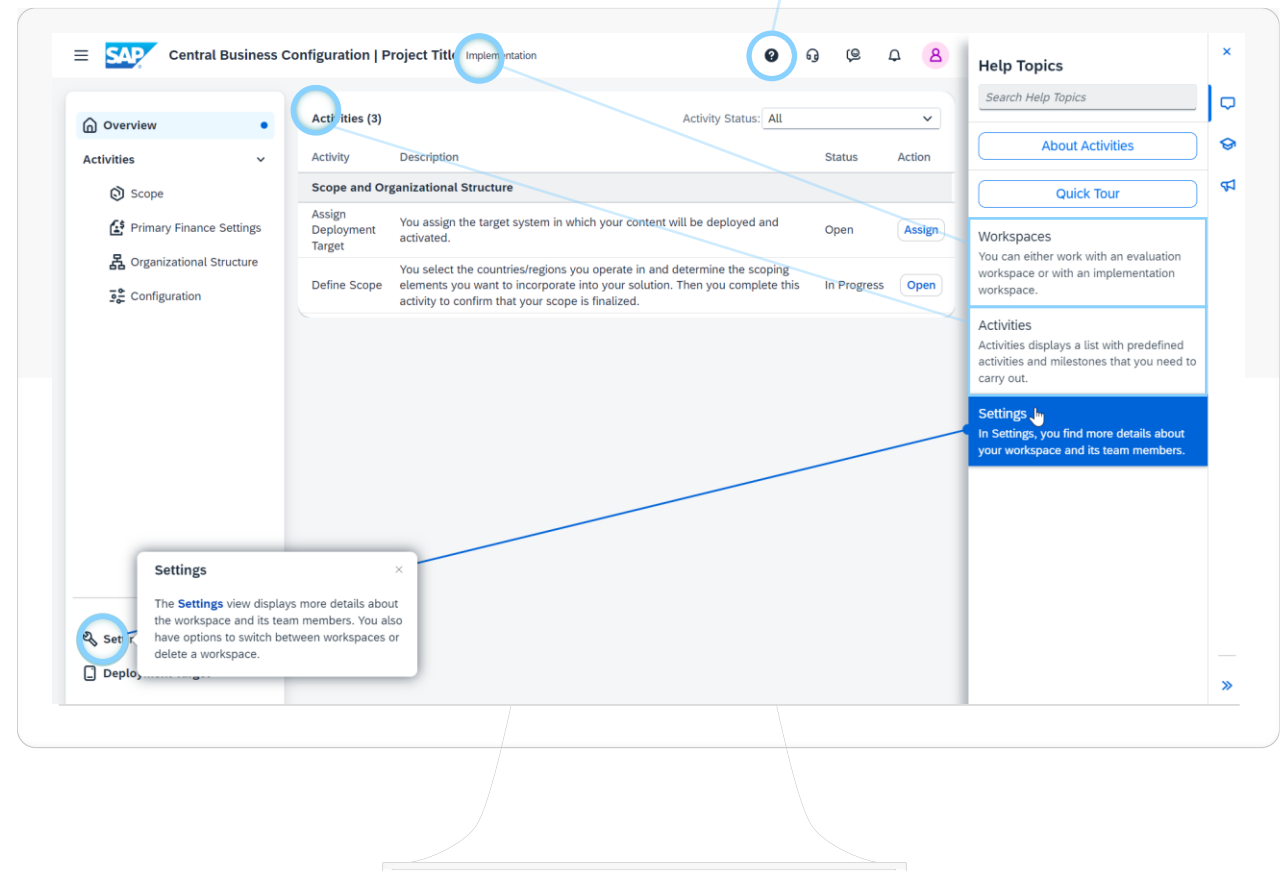 SAP Central Business Configuration | Project Title Implementation
Overview
Activities
Scope
Primary Finance Settings
Organizational Structure
Configuration
Activities (3)
Activity Status: All
Activity Description Status Action
Scope and Organizational Structure
Assign
Deployment
Target
You assign the target system in which your content will be deployed and
activated.
Open
Assign
Define Scope
You select the countries/regions you operate in and determine the scoping
elements you want to incorporate into your solution. Then you complete this
activity to confirm that your scope is finalized.
In Progress
Open
Settings
The Settings view displays more details about
the workspace and its team members. You also
have options to switch between workspaces or
delete a workspace.
Help Topics
Search Help Topics
About Activities
Quick Tour
Workspaces
You can either work with an evaluation
workspace or with an implementation
workspace.
Activities
Activities displays a list with predefined
activities and milestones that you need to
carry out.
Settings
In Settings, you find more details about
your workspace and its team members.